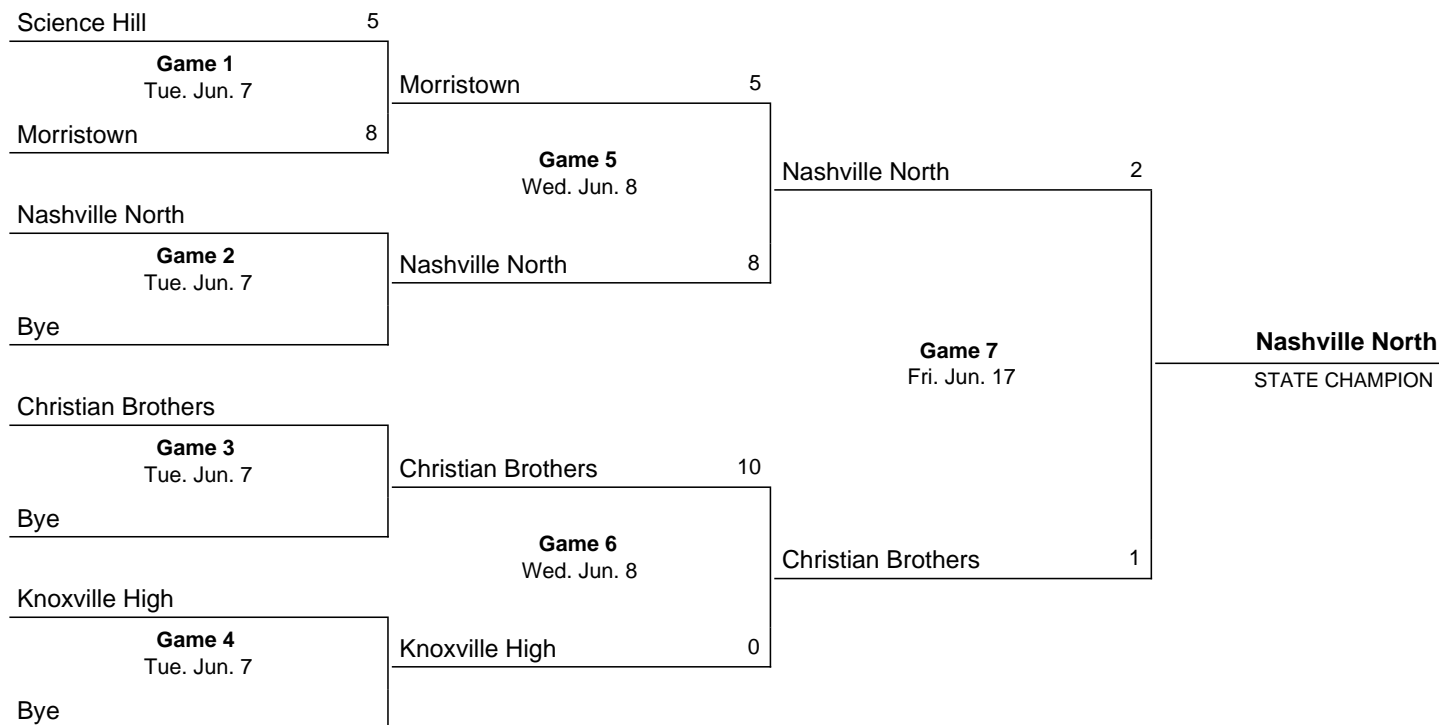 Science Hill 5
Game 1
Tue. Jun. 7
Morristown 8
Nashville North
Game 2
Tue. Jun. 7
Bye
Christian Brothers
Game 3
Tue. Jun. 7
Bye
Knoxville High
Game 4
Tue. Jun. 7
Bye
Morristown 5
Game 5
Wed. Jun. 8
Nashville North 8
Christian Brothers 10
Game 6
Wed. Jun. 8
Knoxville High 0
Nashville North 2
Game 7
Fri. Jun. 17
Christian Brothers 1
Nashville North
STATE CHAMPION